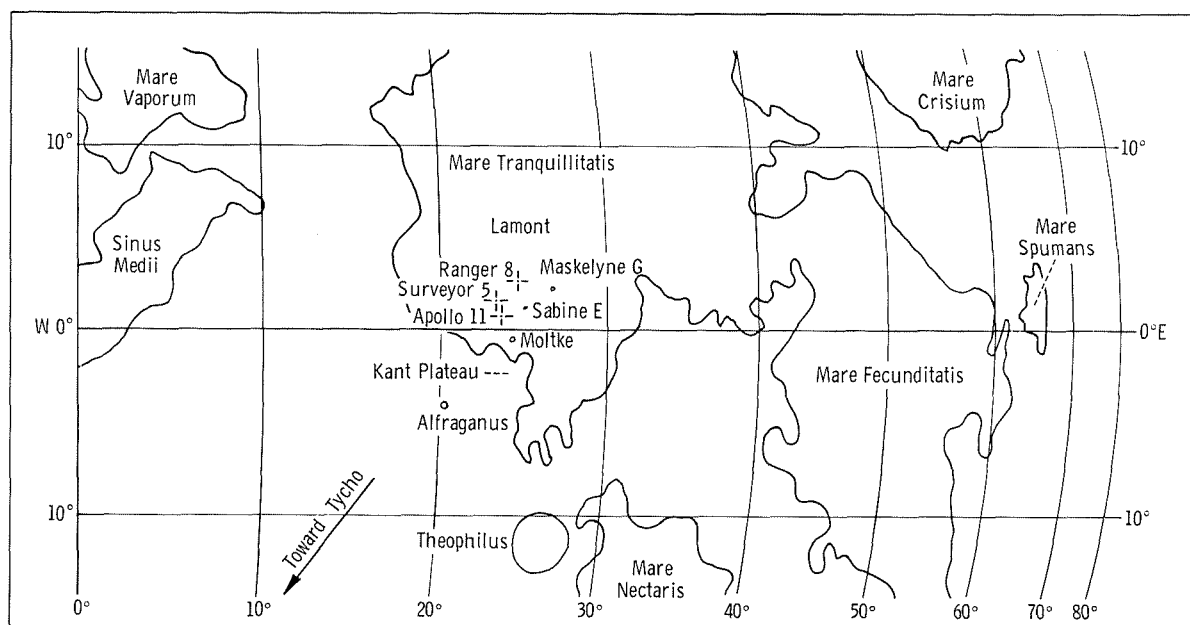 Mare
Vaporum
Mare
Crisium
10°
10°
Mare Tranquillitatis
Lamont
Mare
Spumans
Sinus
Medii
Ranger 8
Maskelyne G
Surveyor 5
Sabine E
Apollo 11
W 0°
0° E
Moltke
Kant Plateau
Mare Fecunditatis
Alfraganus
10°
10°
Toward Tycho
Theophilus
Mare
Nectaris
0°
10°
20°
30°
40°
50°
60°
70°
80°